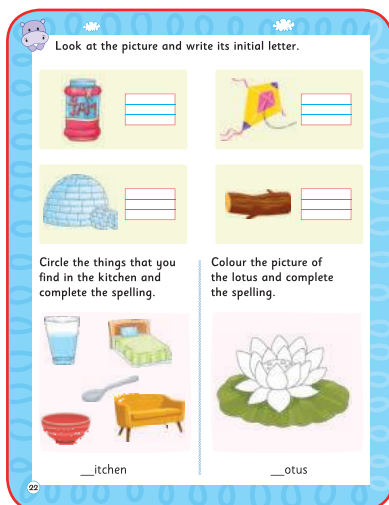 Look at the picture and write its initial letter.
JAM
Circle the things that you
find in the kitchen and
complete the spelling.
__itchen
Colour the picture of
the lotus and complete
the spelling.
__otus
22